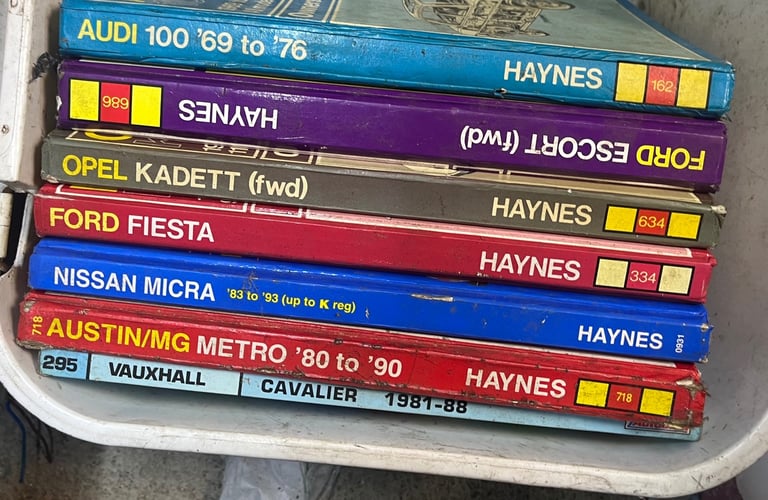 AUDI 100 '69 to '76 HAYNES 162
FORD ESCORT (fwd) HAYNES 686
OPEL KADETT (fwd) HAYNES 634
FORD FIESTA HAYNES 334
NISSAN MICRA '83 to '93 (up to K reg) HAYNES 0931
718 AUSTIN/MG METRO '80 to '90 HAYNES 718
295 VAUXHALL CAVALIER 1981-88